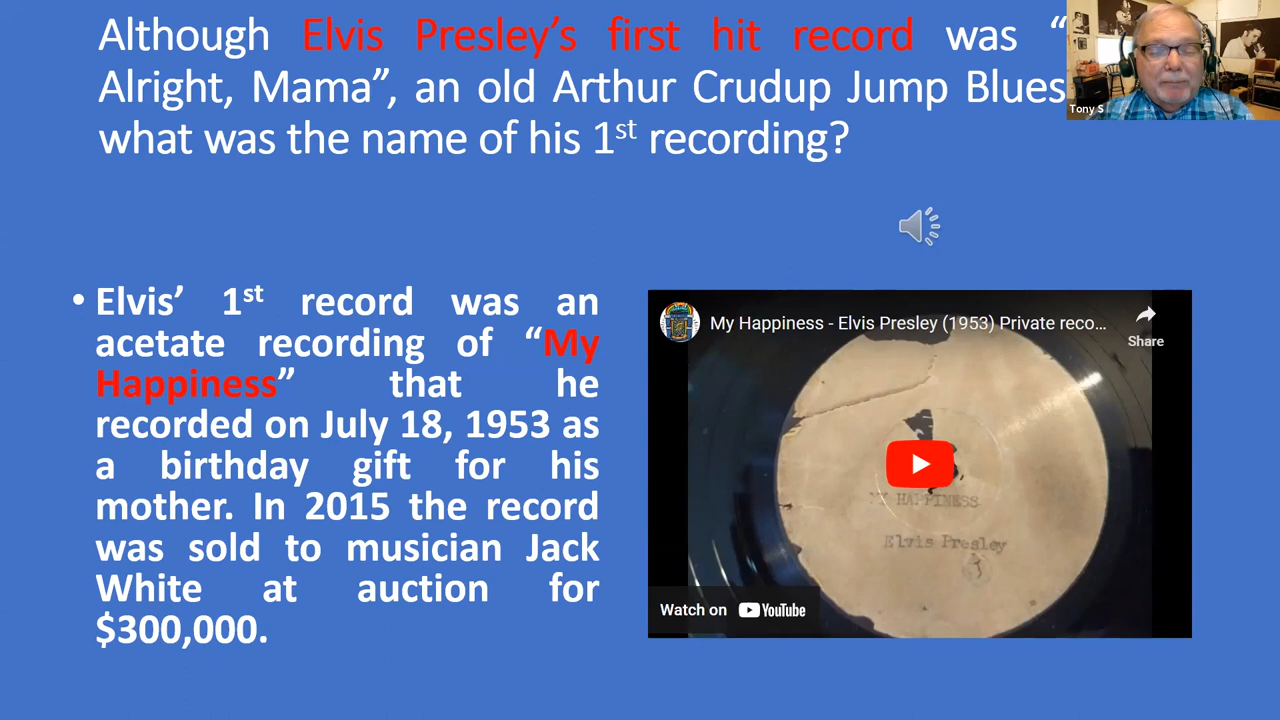 Although Elvis Presley’s first hit record was “
Alright, Mama”, an old Arthur Crudup Jump Blues
what was the name of his 1st recording?
Tony S
• Elvis’ 1st record was an
acetate recording of “My
Happiness” that he
recorded on July 18, 1953 as
a birthday gift for his
mother. In 2015 the record
was sold to musician Jack
White at auction for
$300,000.
My Happiness - Elvis Presley (1953) Private reco...
Share
MY HAPPINESS
Elvis Presley
Watch on YouTube